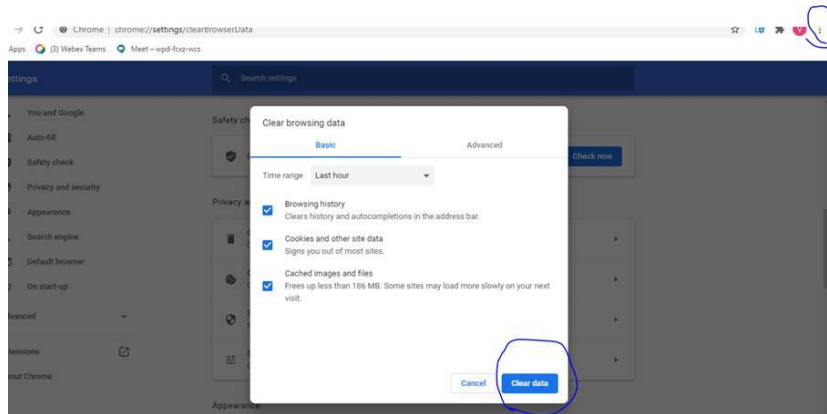 Chrome | chrome://settings/clearBrowserData
Apps (3) Webex Teams Meet – wpd-fcxz-wcs
ettings
Search settings
You and Google
Auto-fill
Safety check
Privacy and security
Appearance
Search engine
Default browser
On start-up
tensions
out Chrome
Safety ch
Check now
Privacy a
Appearance
Clear browsing data
Basic Advanced
Time range Last hour
Browsing history
Clears history and autocompletions in the address bar.
Cookies and other site data
Signs you out of most sites.
Cached images and files
Frees up less than 186 MB. Some sites may load more slowly on your next
visit.
Cancel Clear data